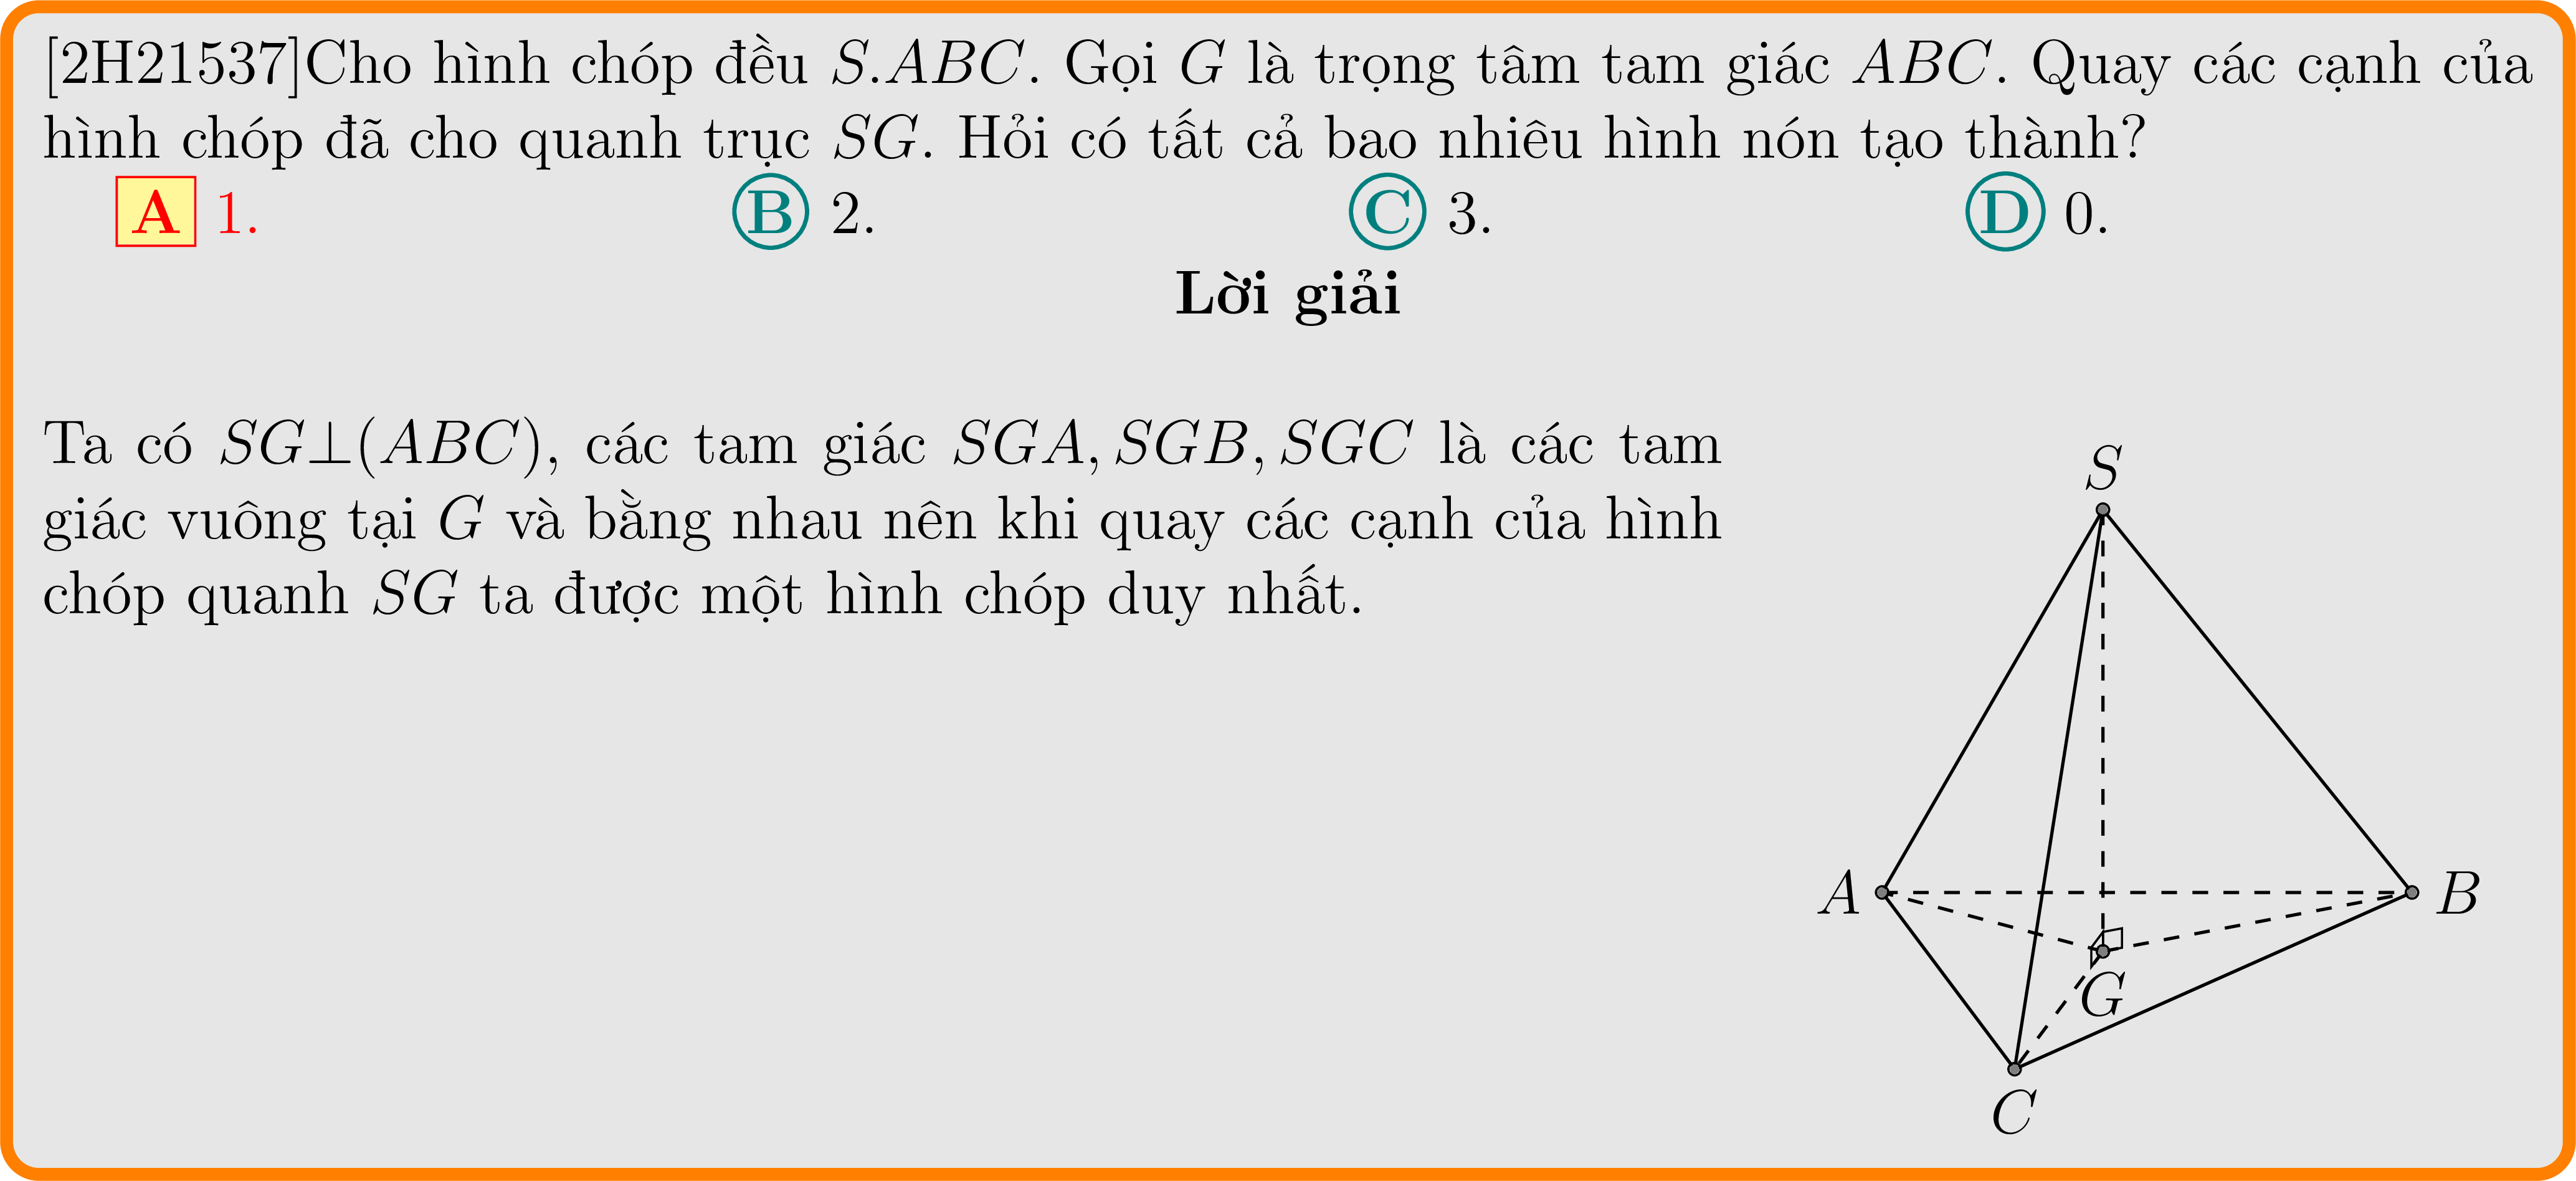 [2H21537]Cho hình chóp đều S.ABC. Gọi G là trọng tâm tam giác ABC. Quay các cạnh của
hình chóp đã cho quanh trục SG. Hỏi có tất cả bao nhiêu hình nón tạo thành?
A 1. B 2. C 3. D 0.
Lời giải
Ta có SG⊥(ABC), các tam giác SGA, SGB, SGC là các tam
giác vuông tại G và bằng nhau nên khi quay các cạnh của hình
chóp quanh SG ta được một hình chóp duy nhất.
S
A
B
G
C